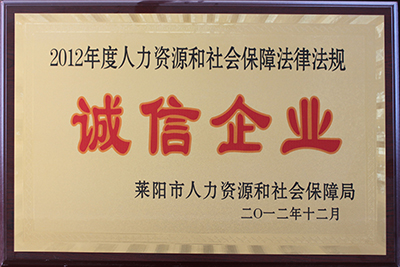 2012年度人力资源和社会保障法律法规
诚信企业
莱阳市人力资源和社会保障局
二〇一二年十二月